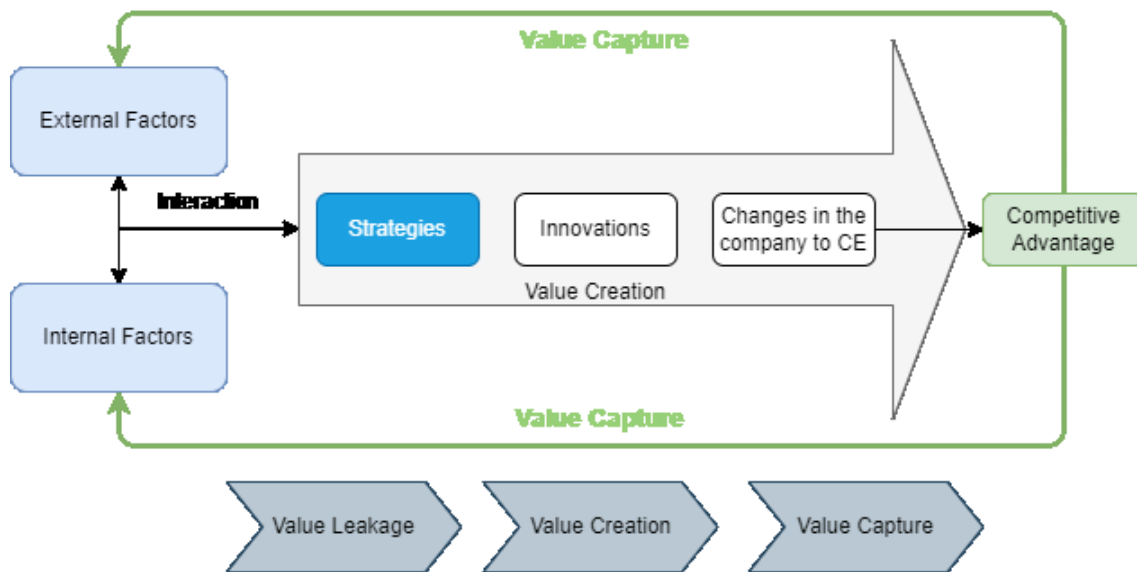 Value Capture
External Factors
Interaction
Strategies
Innovations
Changes in the
company to CE
Competitive
Advantage
Value Creation
Internal Factors
Value Capture
Value Leakage
Value Creation
Value Capture